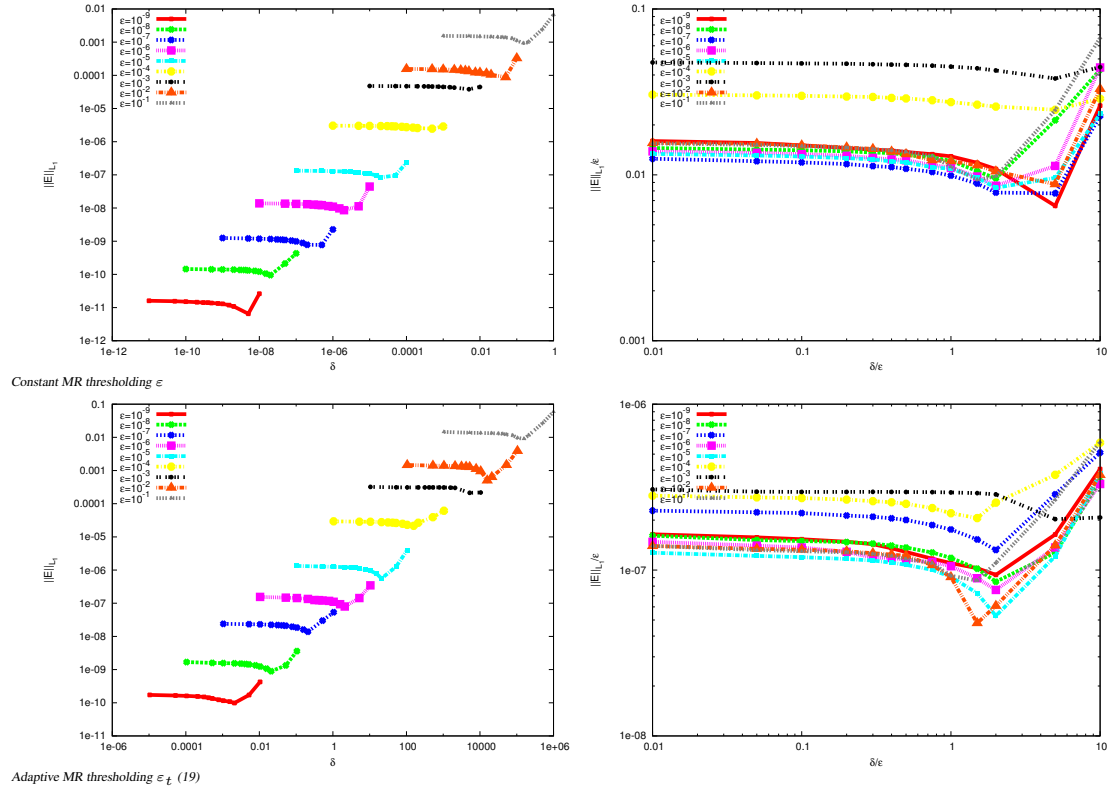 0.01
0.001
0.0001
1e-05
1e-06
1e-07
1e-08
1e-09
1e-10
1e-11
1e-12
||E||L₁
ε=10⁻⁹
ε=10⁻⁸
ε=10⁻⁷
ε=10⁻⁶
ε=10⁻⁵
ε=10⁻⁴
ε=10⁻³
ε=10⁻²
ε=10⁻¹
1e-12 1e-10 1e-08 1e-06 0.0001 0.01 1
δ
0.1
0.01
0.001
||E||L₁/ε
ε=10⁻⁹
ε=10⁻⁸
ε=10⁻⁷
ε=10⁻⁶
ε=10⁻⁵
ε=10⁻⁴
ε=10⁻³
ε=10⁻²
ε=10⁻¹
0.01 0.1 1 10
δ/ε
Constant MR thresholding ε
0.1
0.01
0.001
0.0001
1e-05
1e-06
1e-07
1e-08
1e-09
1e-10
1e-11
||E||L₁
ε=10⁻⁹
ε=10⁻⁸
ε=10⁻⁷
ε=10⁻⁶
ε=10⁻⁵
ε=10⁻⁴
ε=10⁻³
ε=10⁻²
ε=10⁻¹
1e-06 0.0001 0.01 1 100 10000 1e+06
δ
1e-06
1e-07
1e-08
||E||L₁/ε
ε=10⁻⁹
ε=10⁻⁸
ε=10⁻⁷
ε=10⁻⁶
ε=10⁻⁵
ε=10⁻⁴
ε=10⁻³
ε=10⁻²
ε=10⁻¹
0.01 0.1 1 10
δ/ε
Adaptive MR thresholding εt (19)